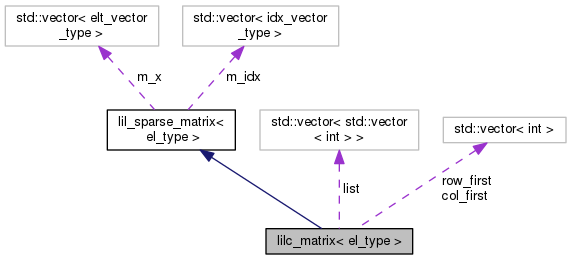 std::vector< elt_vector
_type >
std::vector< idx_vector
_type >
m_x
m_idx
lil_sparse_matrix<
el_type >
std::vector< std::vector
< int > >
std::vector< int >
list
row_first
col_first
lilc_matrix< el_type >